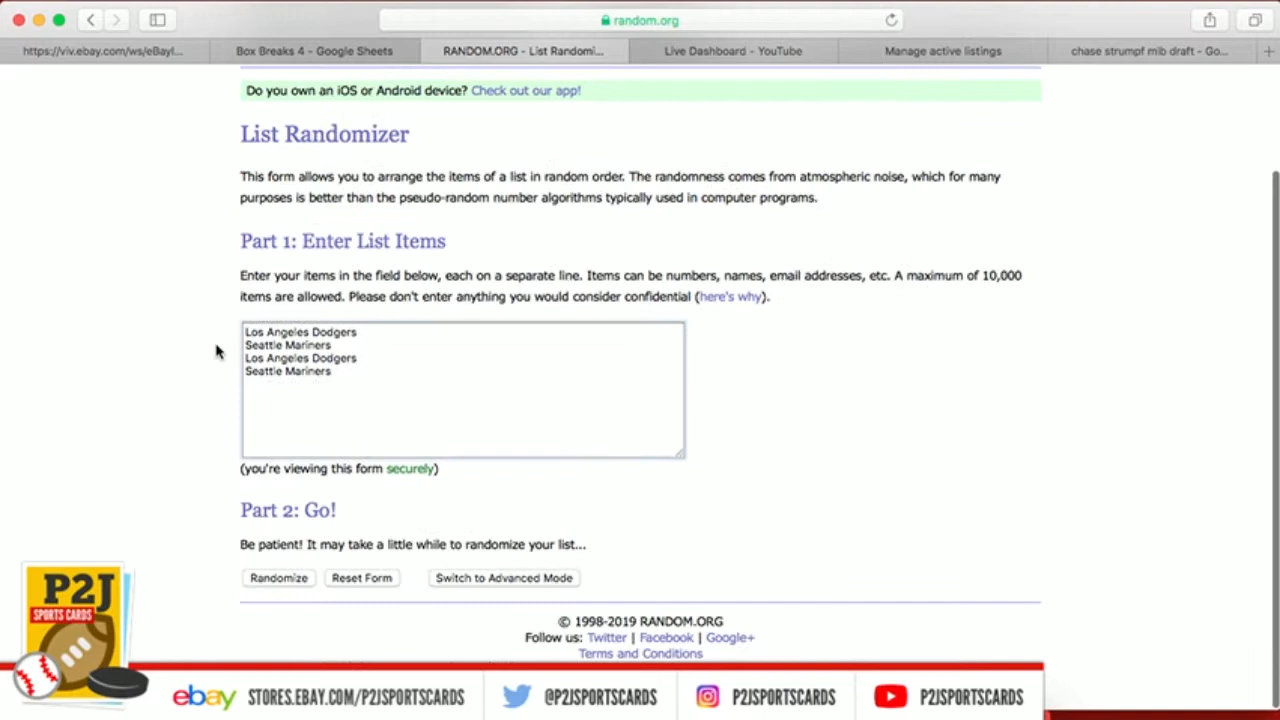 random.org
https://viv.ebay.com/ws/eBayI...
Box Breaks 4 - Google Sheets
RANDOM.ORG - List Randomi...
Live Dashboard - YouTube
Manage active listings
chase strumpf mlb draft - Go...
Do you own an iOS or Android device? Check out our app!
List Randomizer
This form allows you to arrange the items of a list in random order. The randomness comes from atmospheric noise, which for many
purposes is better than the pseudo-random number algorithms typically used in computer programs.
Part 1: Enter List Items
Enter your items in the field below, each on a separate line. Items can be numbers, names, email addresses, etc. A maximum of 10,000
items are allowed. Please don't enter anything you would consider confidential (here's why).
Los Angeles Dodgers
Seattle Mariners
Los Angeles Dodgers
Seattle Mariners
(you're viewing this form securely)
Part 2: Go!
Be patient! It may take a little while to randomize your list...
Randomize
Reset Form
Switch to Advanced Mode
© 1998-2019 RANDOM.ORG
Follow us: Twitter | Facebook | Google+
Terms and Conditions
P2J
SPORTS CARDS
ebay STORES.EBAY.COM/P2JSPORTSCARDS
@P2JSPORTSCARDS
P2JSPORTSCARDS
P2JSPORTSCARDS